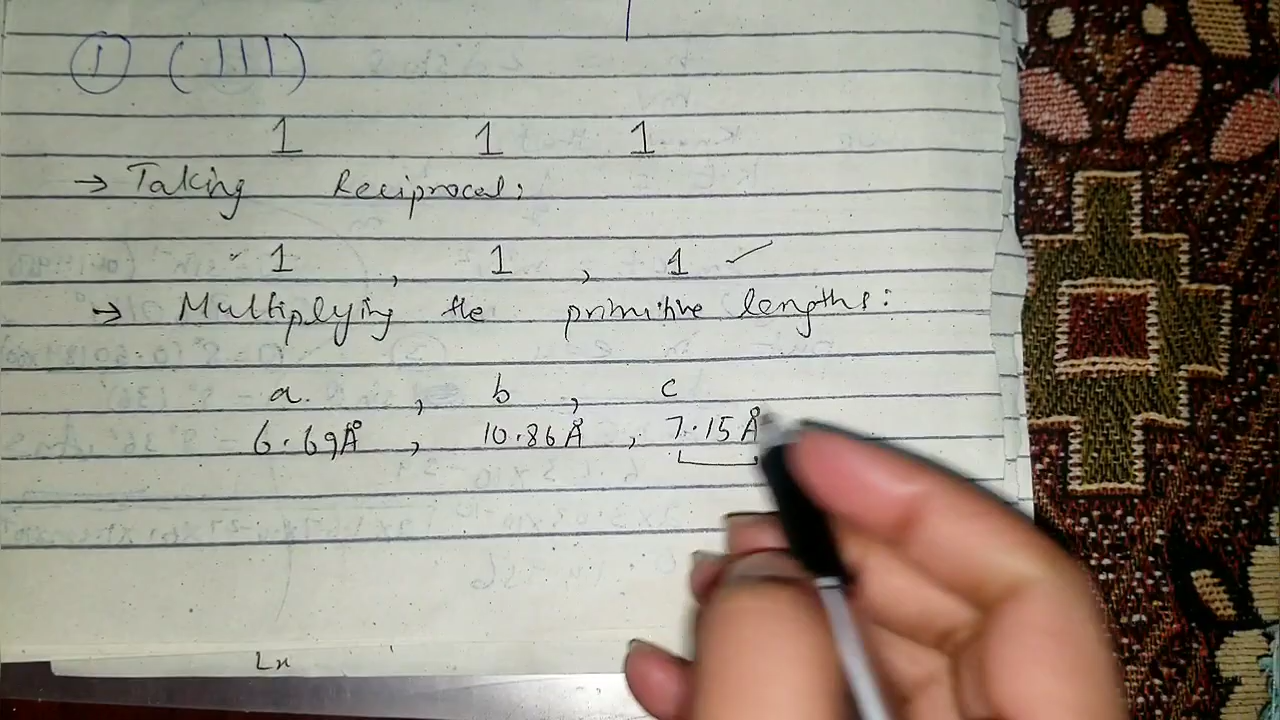 ① (111)
1 1 1
→ Taking Reciprocal:
1 , 1 , 1 ✓
→ Multiplying the primitive lengths:
a. , b , c
6.69Å , 10.86Å , 7.15Å